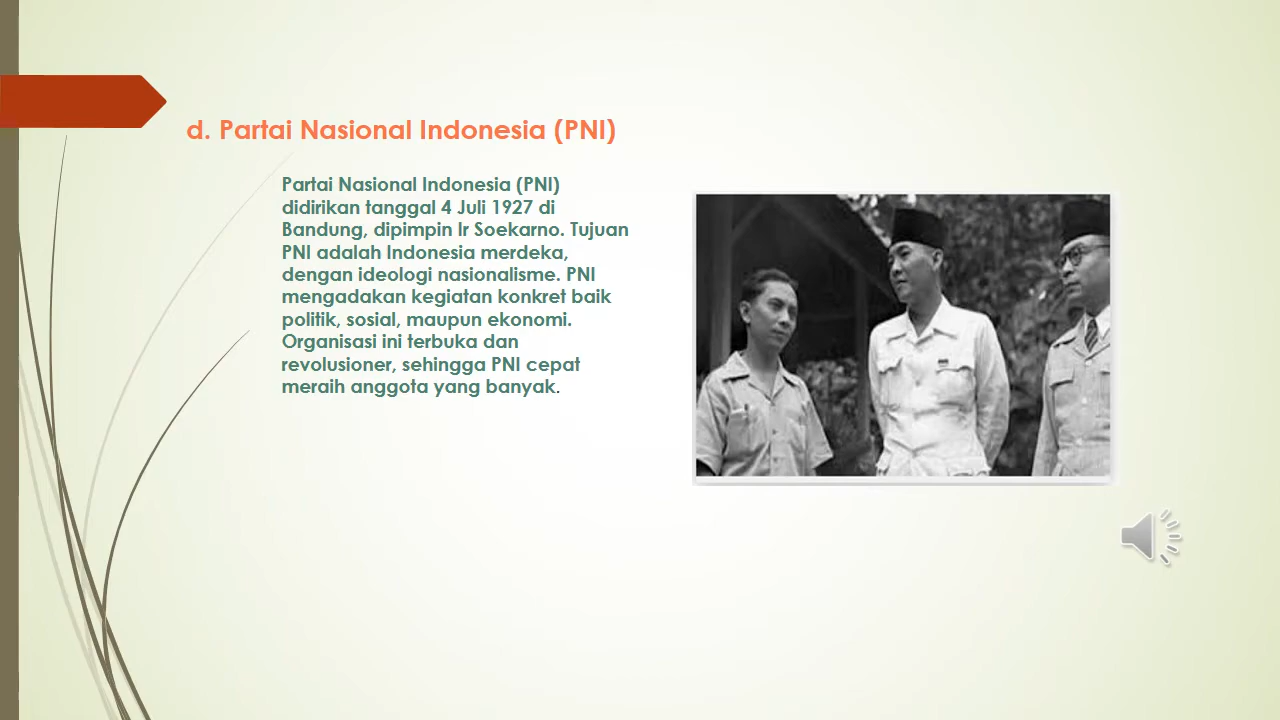 d. Partai Nasional Indonesia (PNI)
Partai Nasional Indonesia (PNI)
didirikan tanggal 4 Juli 1927 di
Bandung, dipimpin Ir Soekarno. Tujuan
PNI adalah Indonesia merdeka,
dengan ideologi nasionalisme. PNI
mengadakan kegiatan konkret baik
politik, sosial, maupun ekonomi.
Organisasi ini terbuka dan
revolusioner, sehingga PNI cepat
meraih anggota yang banyak.